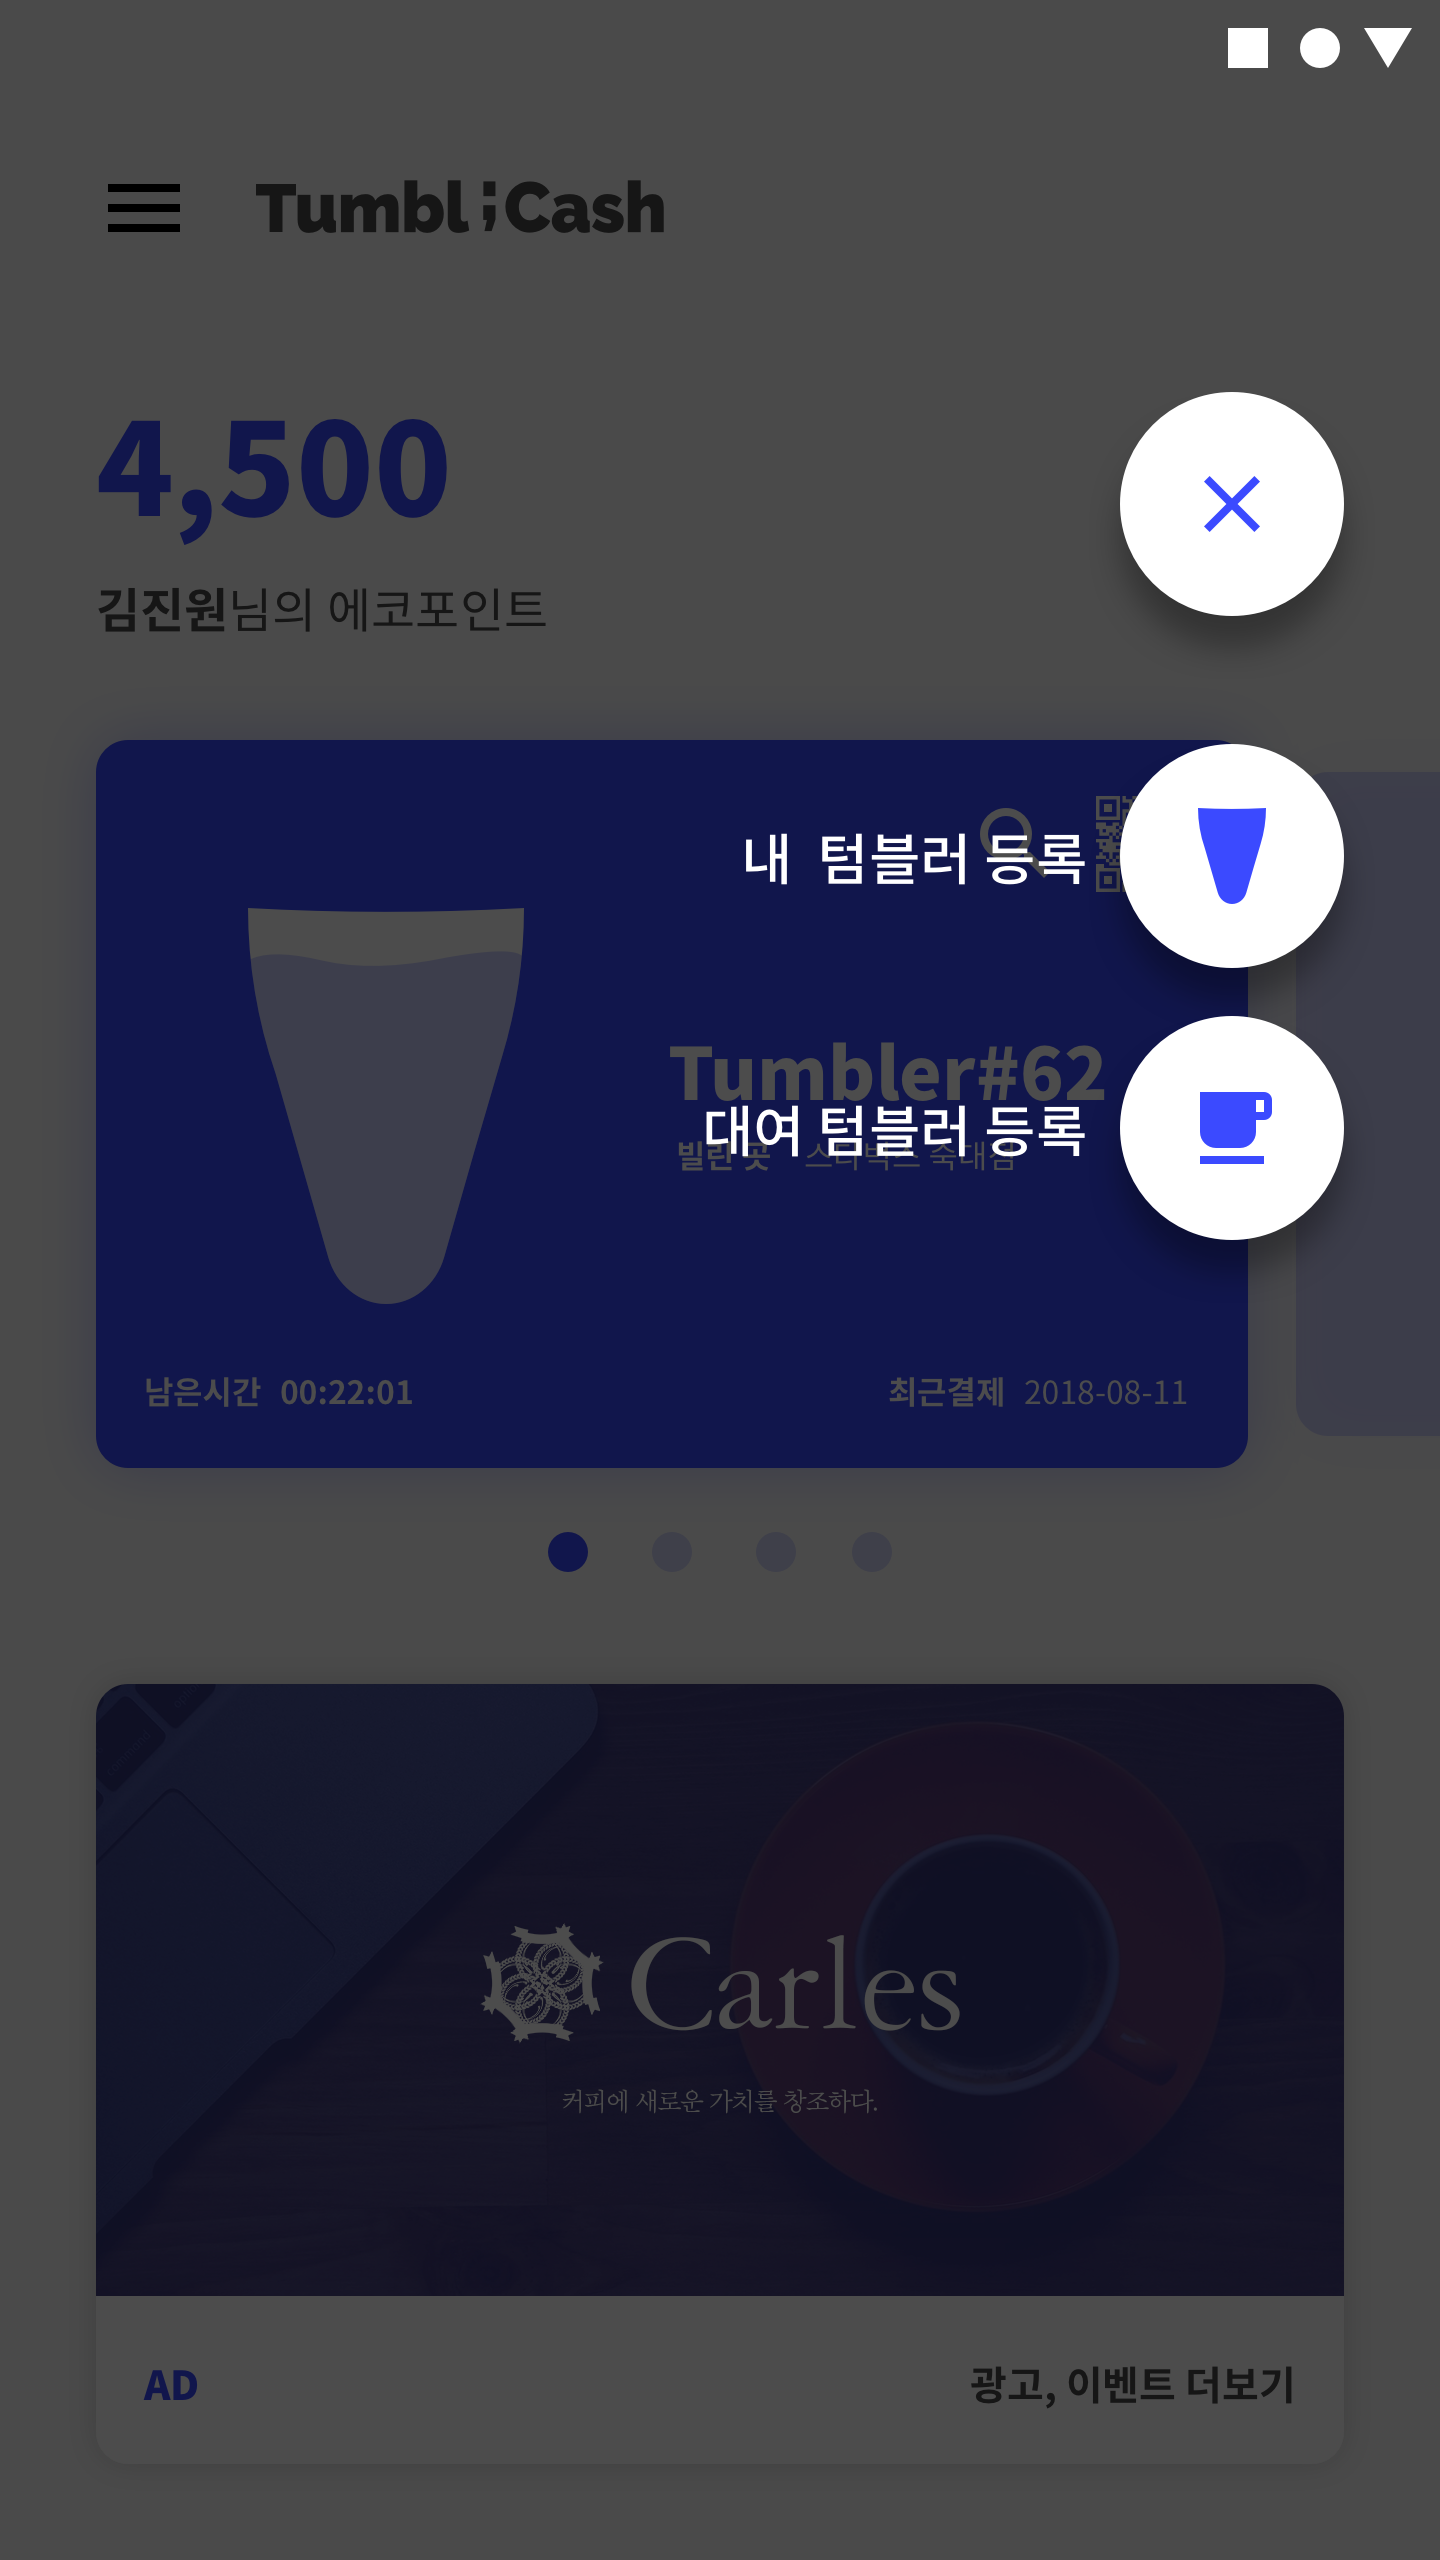 Tumbl;Cash
4,500
김진원님의 에코포인트
내 텀블러 등록
Tumbler#62
대여 텀블러 등록
빌린 곳 스타벅스 숙대점
남은시간 00:22:01
최근결제 2018-08-11
Carles
커피에 새로운 가치를 창조하다.
AD
광고, 이벤트 더보기